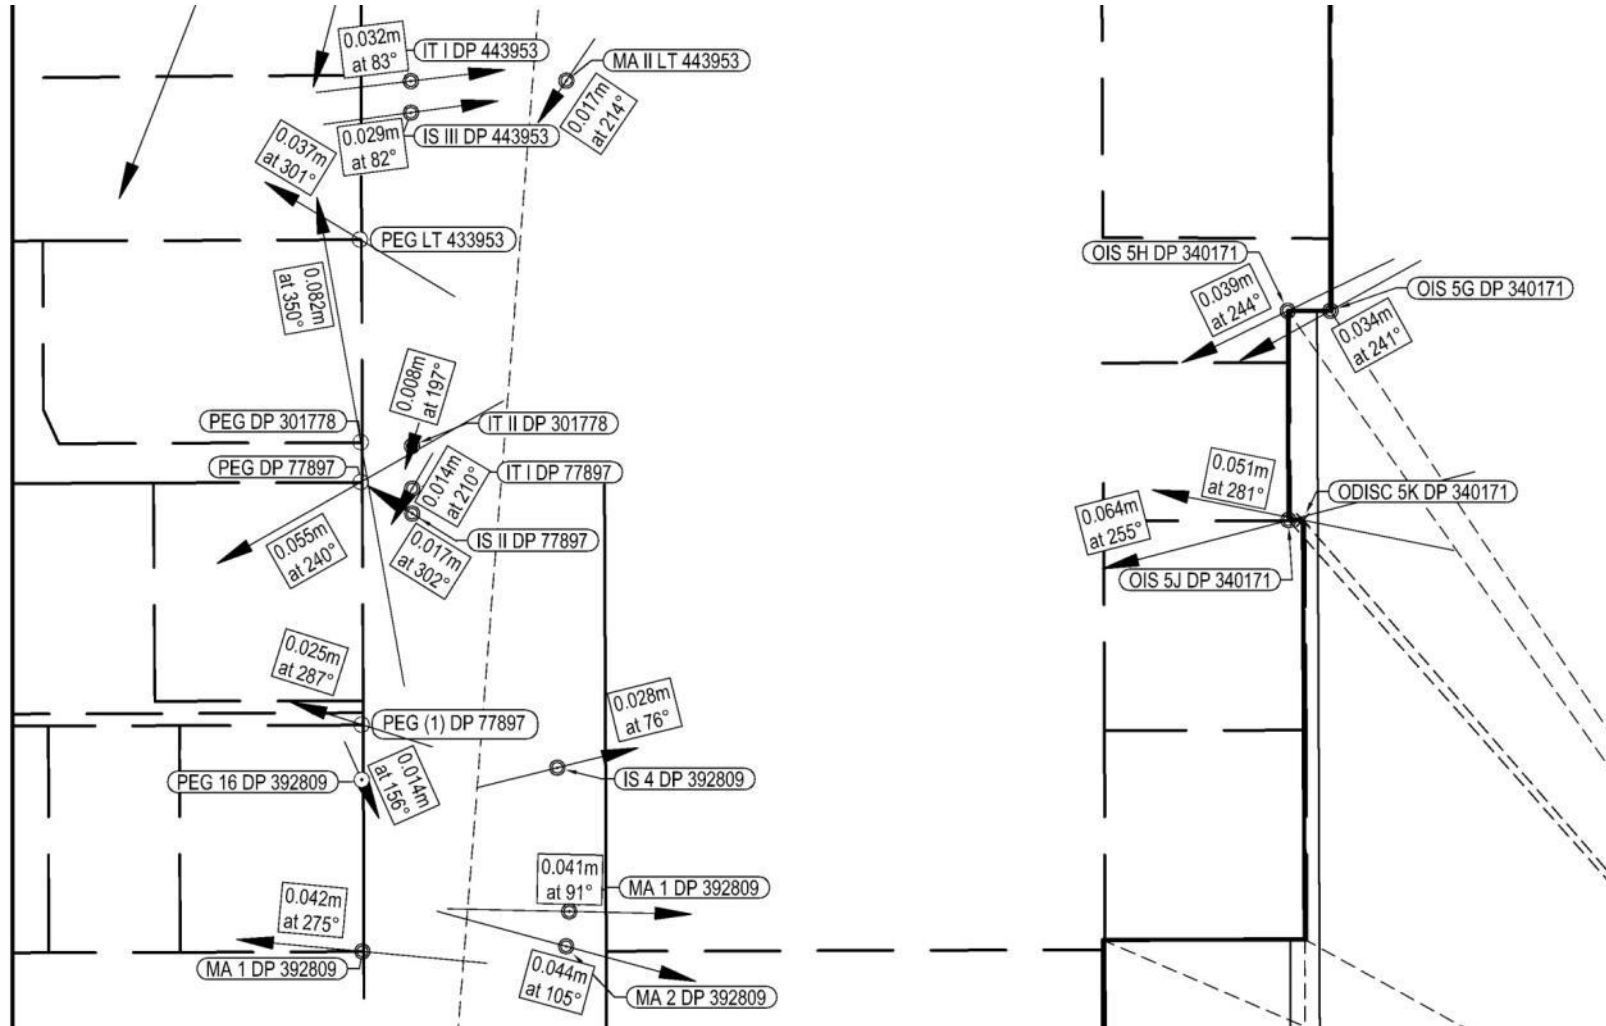 0.032m
at 83°
IT I DP 443953
MA II LT 443953
0.017m
at 214°
0.029m
at 82°
IS III DP 443953
0.037m
at 301°
PEG LT 433953
0.082m
at 350°
OIS 5H DP 340171
0.039m
at 244°
OIS 5G DP 340171
0.034m
at 241°
0.008m
at 197°
PEG DP 301778
IT II DP 301778
PEG DP 77897
0.014m
at 210°
IT I DP 77897
0.055m
at 240°
0.017m
at 302°
IS II DP 77897
0.051m
at 281°
ODISC 5K DP 340171
0.064m
at 255°
OIS 5J DP 340171
0.025m
at 287°
PEG (1) DP 77897
0.028m
at 76°
PEG 16 DP 392809
0.014m
at 156°
IS 4 DP 392809
0.041m
at 91°
MA 1 DP 392809
0.042m
at 275°
MA 1 DP 392809
0.044m
at 105°
MA 2 DP 392809